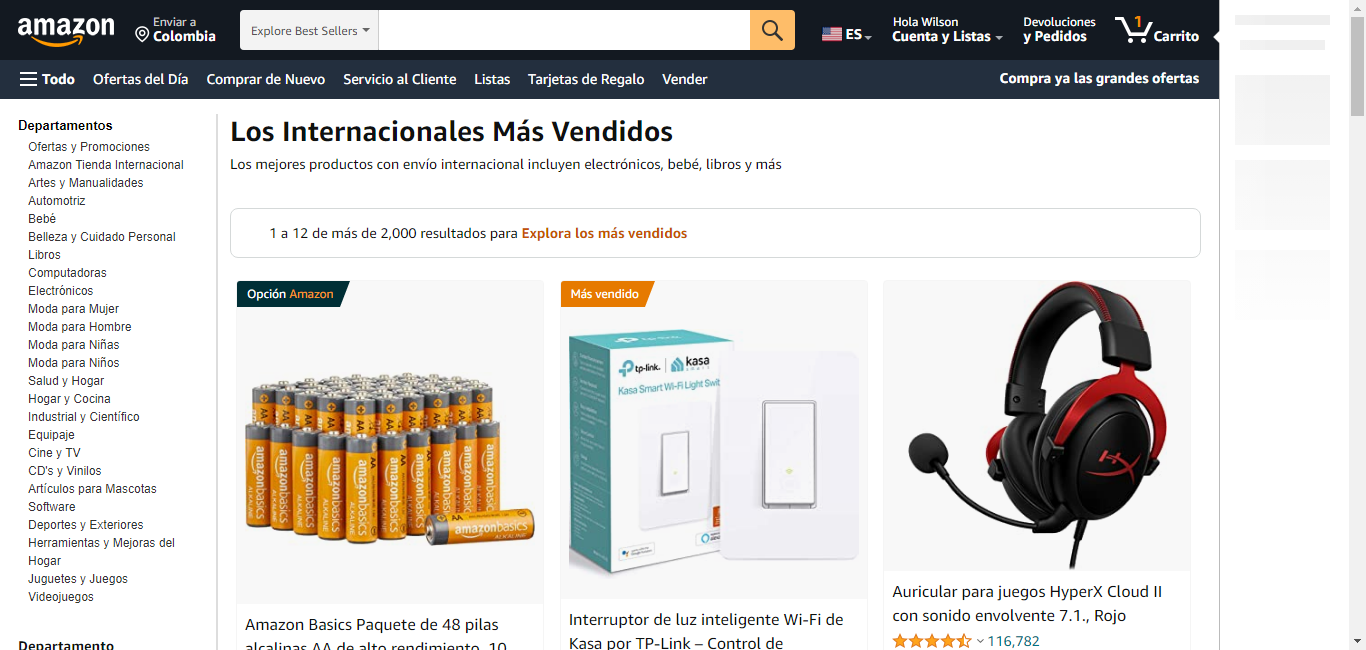 amazon
Enviar a
Colombia
Explore Best Sellers
ES
Hola Wilson
Cuenta y Listas
Devoluciones
y Pedidos
1
Carrito
Todo
Ofertas del Día
Comprar de Nuevo
Servicio al Cliente
Listas
Tarjetas de Regalo
Vender
Compra ya las grandes ofertas
Departamentos
Ofertas y Promociones
Amazon Tienda Internacional
Artes y Manualidades
Automotriz
Bebé
Belleza y Cuidado Personal
Libros
Computadoras
Electrónicos
Moda para Mujer
Moda para Hombre
Moda para Niñas
Moda para Niños
Salud y Hogar
Hogar y Cocina
Industrial y Científico
Equipaje
Cine y TV
CD's y Vinilos
Artículos para Mascotas
Software
Deportes y Exteriores
Herramientas y Mejoras del
Hogar
Juguetes y Juegos
Videojuegos
Departamento
Los Internacionales Más Vendidos
Los mejores productos con envío internacional incluyen electrónicos, bebé, libros y más
1 a 12 de más de 2,000 resultados para Explora los más vendidos
Opción Amazon
amazonbasics
ALKALINE
AA
Amazon Basics Paquete de 48 pilas
alcalinas AA de alto rendimiento, 10
Más vendido
tp-link
kasa
smart
Kasa Smart Wi-Fi Light Swit
Interruptor de luz inteligente Wi-Fi de
Kasa por TP-Link – Control de
HX
Auricular para juegos HyperX Cloud II
con sonido envolvente 7.1., Rojo
116,782